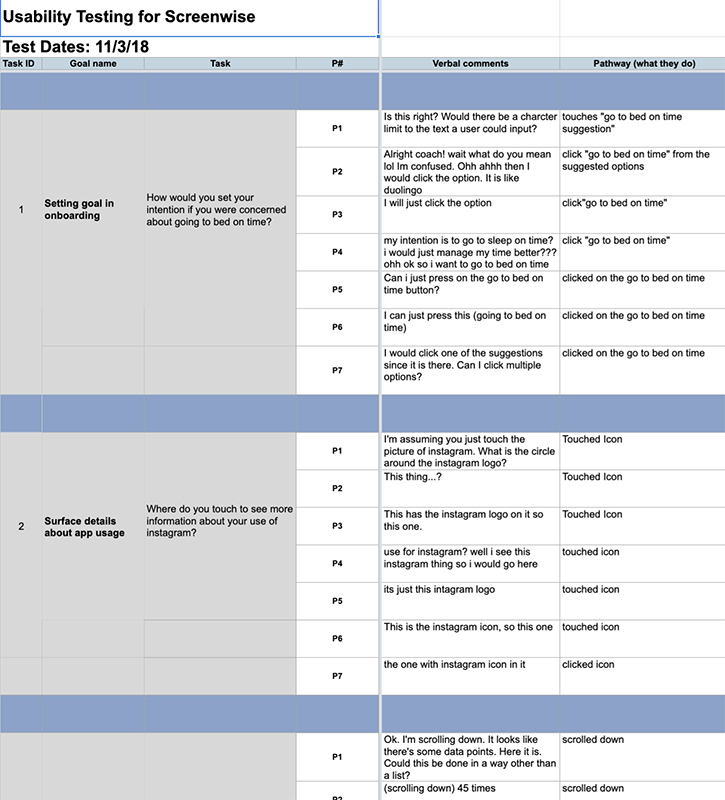 Usability Testing for Screenwise
Test Dates: 11/3/18
Task ID Goal name Task P# Verbal comments Pathway (what they do)
1
Setting goal in
onboarding
How would you set your
intention if you were concerned
about going to bed on time?
P1
Is this right? Would there be a charcter
limit to the text a user could input?
touches "go to bed on time
suggestion"
P2
Alright coach! wait what do you mean
lol Im confused. Ohh ahhh then I
would click the option. It is like
duolingo
click "go to bed on time" from the
suggested options
P3
I will just click the option
click"go to bed on time"
P4
my intention is to go to sleep on time?
i would just manage my time better???
ohh ok so i want to go to bed on time
click "go to bed on time"
P5
Can i just press on the go to bed on
time button?
clicked on the go to bed on time
P6
I can just press this (going to bed on
time)
clicked on the go to bed on time
P7
I would click one of the suggestions
since it is there. Can I click multiple
options?
clicked on the go to bed on time
2
Surface details
about app usage
Where do you touch to see more
information about your use of
instagram?
P1
I'm assuming you just touch the
picture of instagram. What is the circle
around the instagram logo?
Touched Icon
P2
This thing...?
Touched Icon
P3
This has the instagram logo on it so
this one.
Touched Icon
P4
use for instagram? well i see this
instagram thing so i would go here
touched icon
P5
its just this intagram logo
touched icon
P6
This is the instagram icon, so this one
touched icon
P7
the one with instagram icon in it
clicked icon
P1
Ok. I'm scrolling down. It looks like
there's some data points. Here it is.
Could this be done in a way other than
a list?
scrolled down
P2
(scrolling down) 45 times
scrolled down